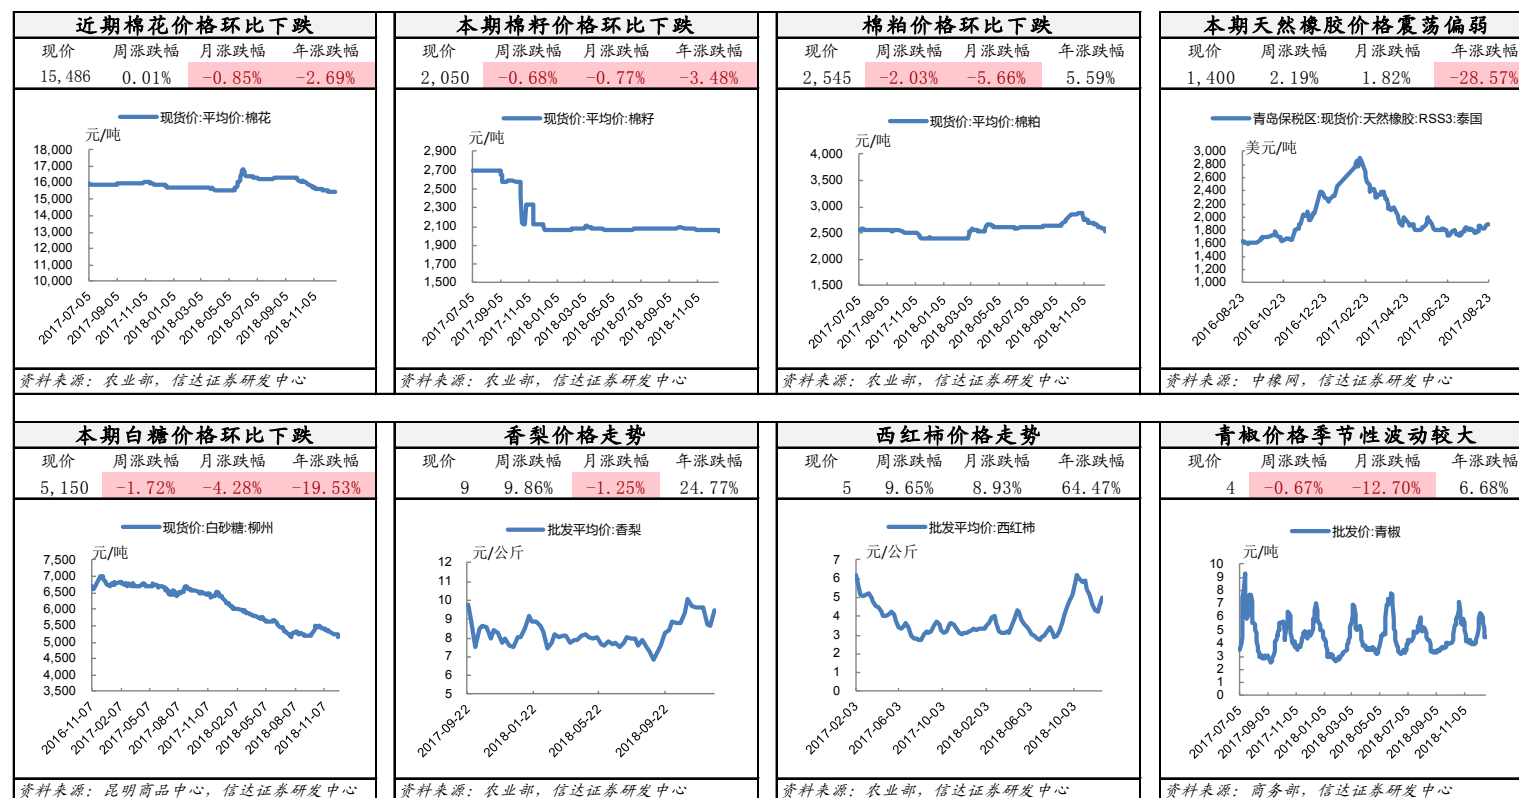 近期棉花价格环比下跌
现价 周涨跌幅 月涨跌幅 年涨跌幅
15,486 0.01% -0.85% -2.69%
现货价:平均价:棉花
元/吨
18,000
17,000
16,000
15,000
14,000
13,000
12,000
11,000
10,000
2017-07-05
2017-09-05
2017-11-05
2018-01-05
2018-03-05
2018-05-05
2018-07-05
2018-09-05
2018-11-05
资料来源：农业部，信达证券研发中心
本期棉籽价格环比下跌
现价 周涨跌幅 月涨跌幅 年涨跌幅
2,050 -0.68% -0.77% -3.48%
现货价:平均价:棉籽
元/吨
2,900
2,700
2,500
2,300
2,100
1,900
1,700
1,500
2017-07-05
2017-09-05
2017-11-05
2018-01-05
2018-03-05
2018-05-05
2018-07-05
2018-09-05
2018-11-05
资料来源：农业部，信达证券研发中心
棉粕价格环比下跌
现价 周涨跌幅 月涨跌幅 年涨跌幅
2,545 -2.03% -5.66% 5.59%
现货价:平均价:棉粕
元/吨
4,000
3,500
3,000
2,500
2,000
1,500
2017-07-05
2017-09-05
2017-11-05
2018-01-05
2018-03-05
2018-05-05
2018-07-05
2018-09-05
2018-11-05
资料来源：农业部，信达证券研发中心
本期天然橡胶价格震荡偏弱
现价 周涨跌幅 月涨跌幅 年涨跌幅
1,400 2.19% 1.82% -28.57%
青岛保税区:现货价:天然橡胶:RSS3:泰国
美元/吨
3,000
2,800
2,600
2,400
2,200
2,000
1,800
1,600
1,400
1,200
1,000
2016-08-23
2016-10-23
2016-12-23
2017-02-23
2017-04-23
2017-06-23
2017-08-23
资料来源：中橡网，信达证券研发中心
本期白糖价格环比下跌
现价 周涨跌幅 月涨跌幅 年涨跌幅
5,150 -1.72% -4.28% -19.53%
现货价:白砂糖:柳州
元/吨
7,500
7,000
6,500
6,000
5,500
5,000
4,500
4,000
3,500
2016-11-07
2017-02-07
2017-05-07
2017-08-07
2017-11-07
2018-02-07
2018-05-07
2018-08-07
2018-11-07
资料来源：昆明商品中心，信达证券研发中心
香梨价格走势
现价 周涨跌幅 月涨跌幅 年涨跌幅
9 9.86% -1.25% 24.77%
批发平均价:香梨
元/公斤
12
11
10
9
8
7
6
5
2017-09-22
2018-01-22
2018-05-22
2018-09-22
资料来源：农业部，信达证券研发中心
西红柿价格走势
现价 周涨跌幅 月涨跌幅 年涨跌幅
5 9.65% 8.93% 64.47%
批发平均价:西红柿
元/公斤
7
6
5
4
3
2
1
0
2017-02-03
2017-06-03
2017-10-03
2018-02-03
2018-06-03
2018-10-03
资料来源：农业部，信达证券研发中心
青椒价格季节性波动较大
现价 周涨跌幅 月涨跌幅 年涨跌幅
4 -0.67% -12.70% 6.68%
批发价:青椒
元/吨
10
9
8
7
6
5
4
3
2
1
0
2017-07-05
2017-09-05
2017-11-05
2018-01-05
2018-03-05
2018-05-05
2018-07-05
2018-09-05
2018-11-05
资料来源：商务部，信达证券研发中心